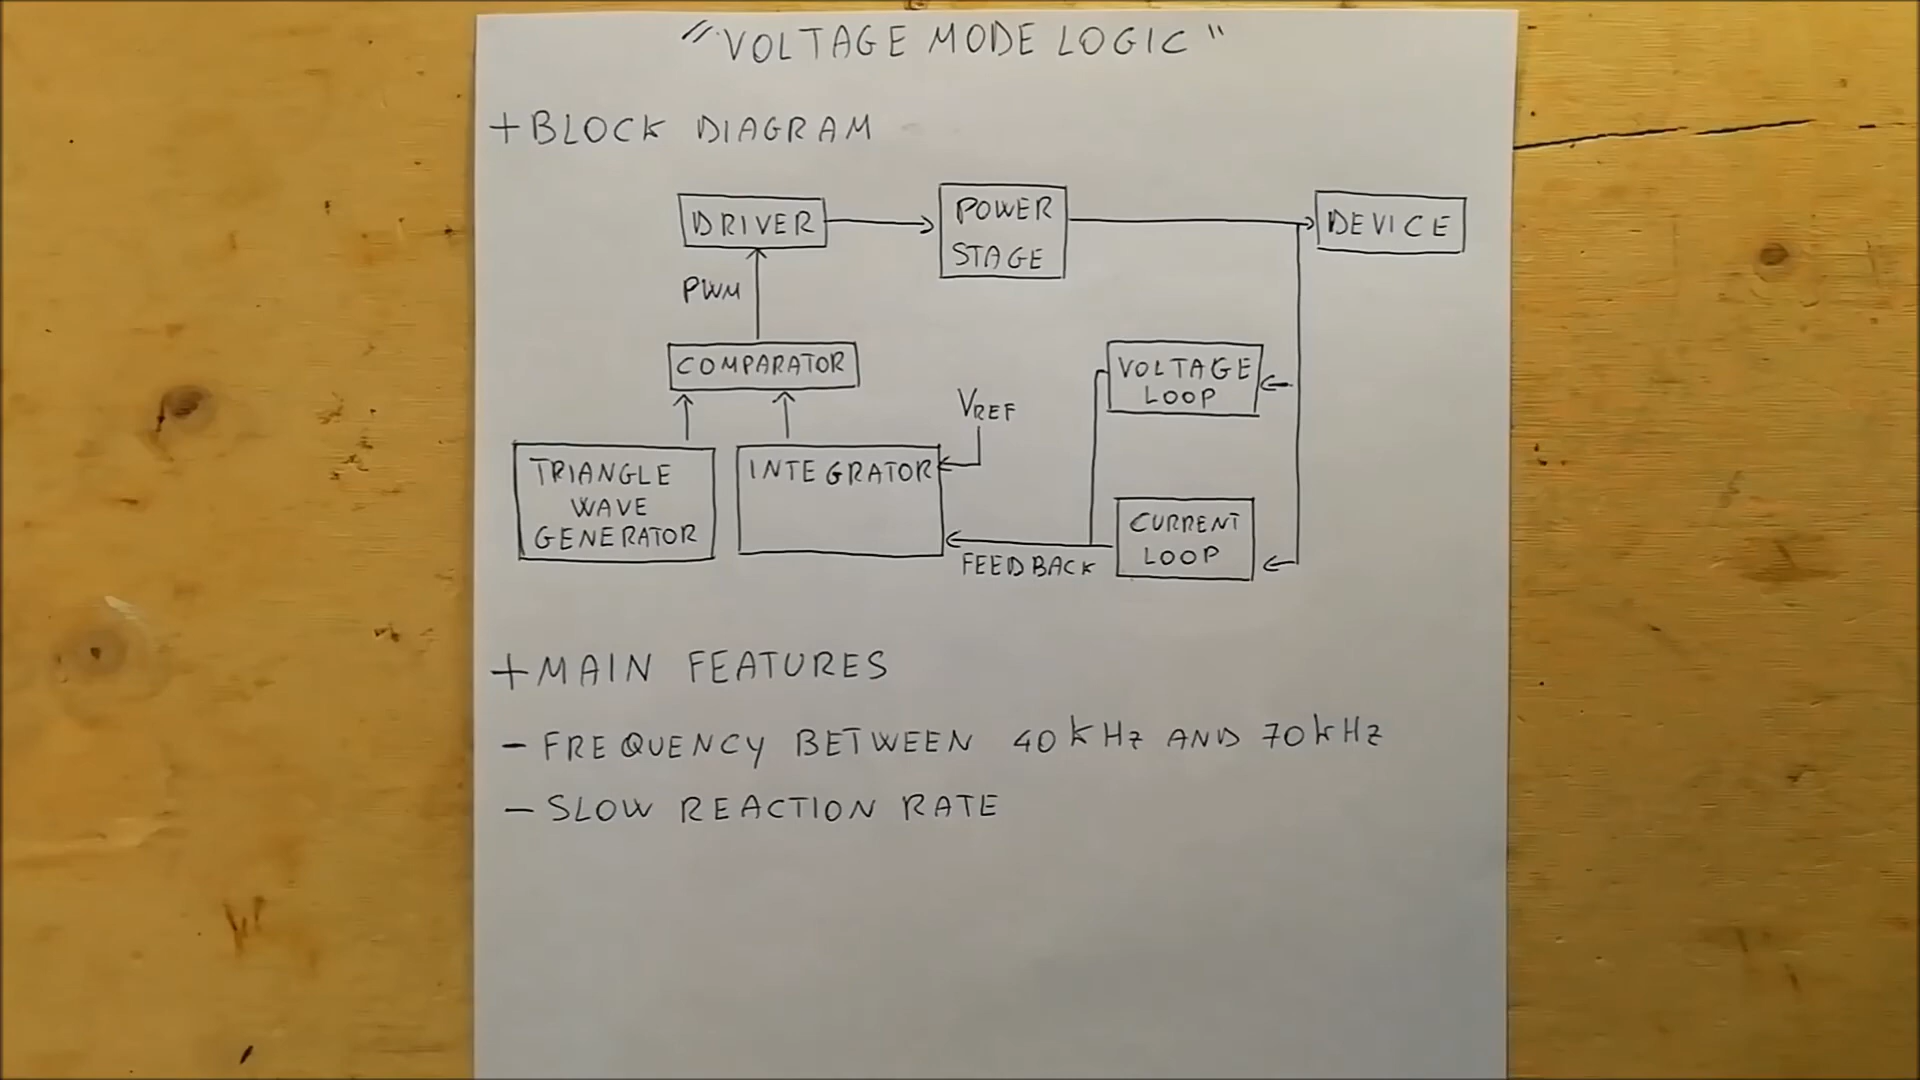 "VOLTAGE MODE LOGIC"
+ BLOCK DIAGRAM
DRIVER
POWER
STAGE
DEVICE
PWM
COMPARATOR
VOLTAGE
LOOP
VREF
TRIANGLE
WAVE
GENERATOR
INTEGRATOR
CURRENT
LOOP
FEEDBACK
+ MAIN FEATURES
- FREQUENCY BETWEEN 40kHz AND 70kHz
- SLOW REACTION RATE